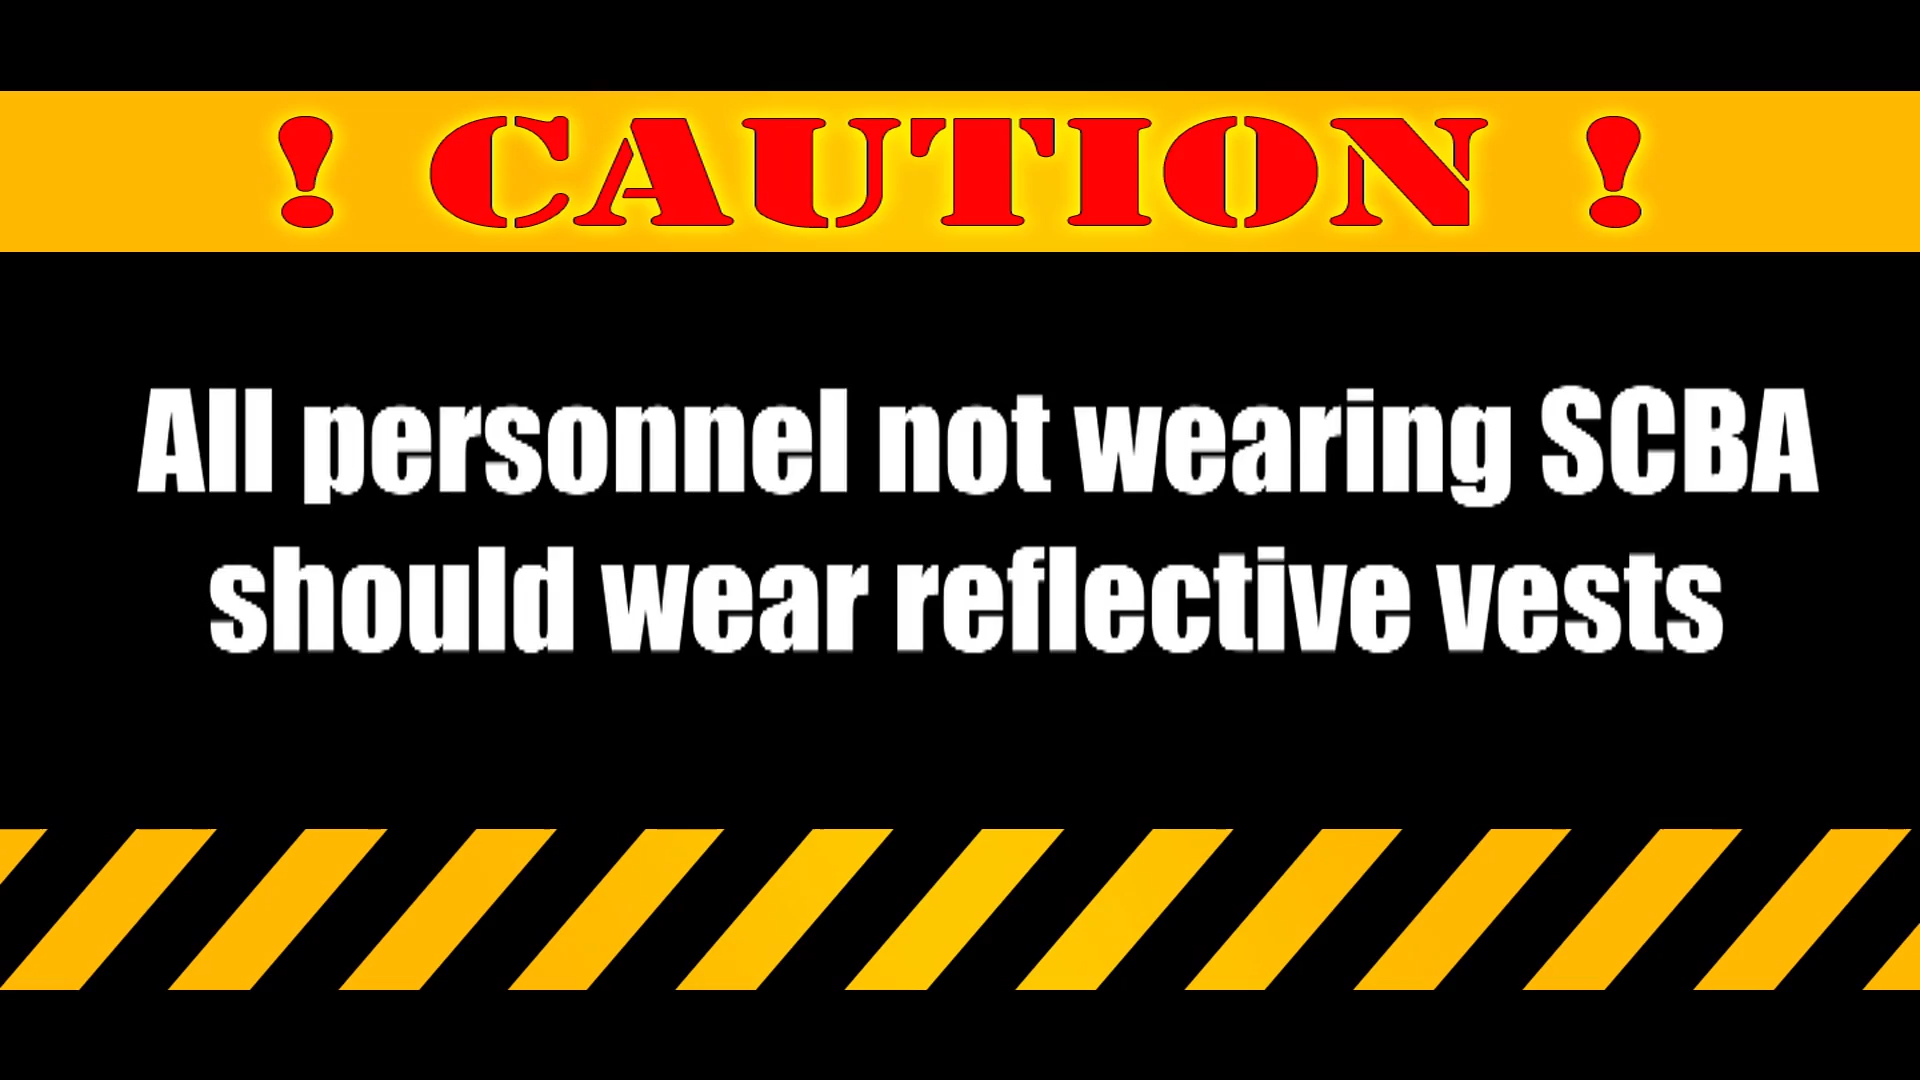 ! CAUTION !
All personnel not wearing SCBA
should wear reflective vests